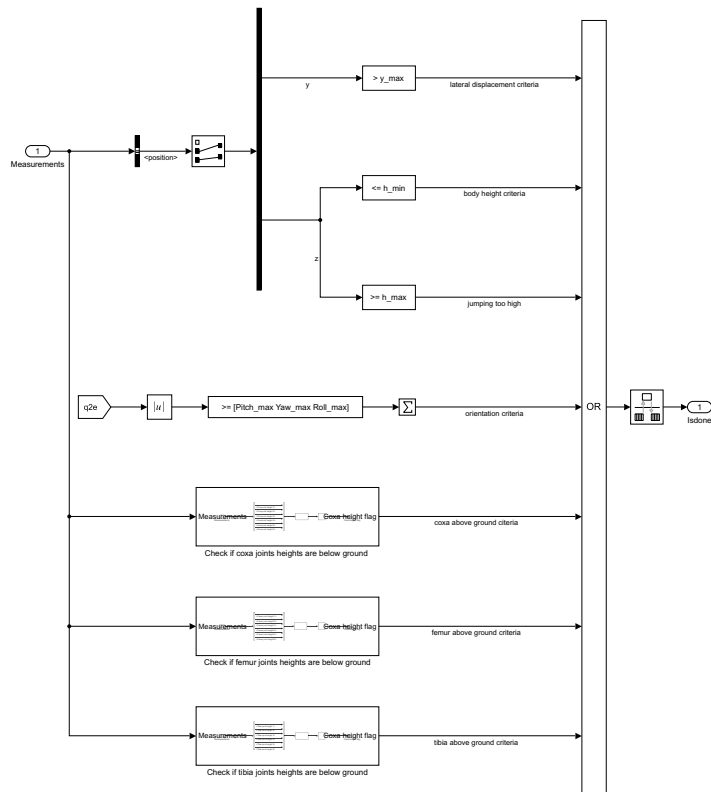 y
> y_max
lateral displacement criteria
1
Measurements
<position>
<= h_min
body height criteria
z
>= h_max
jumping too high
q2e
|u|
>= [Pitch_max Yaw_max Roll_max]
∑
orientation criteria
OR
1
Isdone
Measurements
Coxa height flag
coxa above ground citeria
Check if coxa joints heights are below ground
Measurements
Coxa height flag
femur above ground criteria
Check if femur joints heights are below ground
Measurements
Coxa height flag
tibia above ground criteria
Check if tibia joints heights are below ground